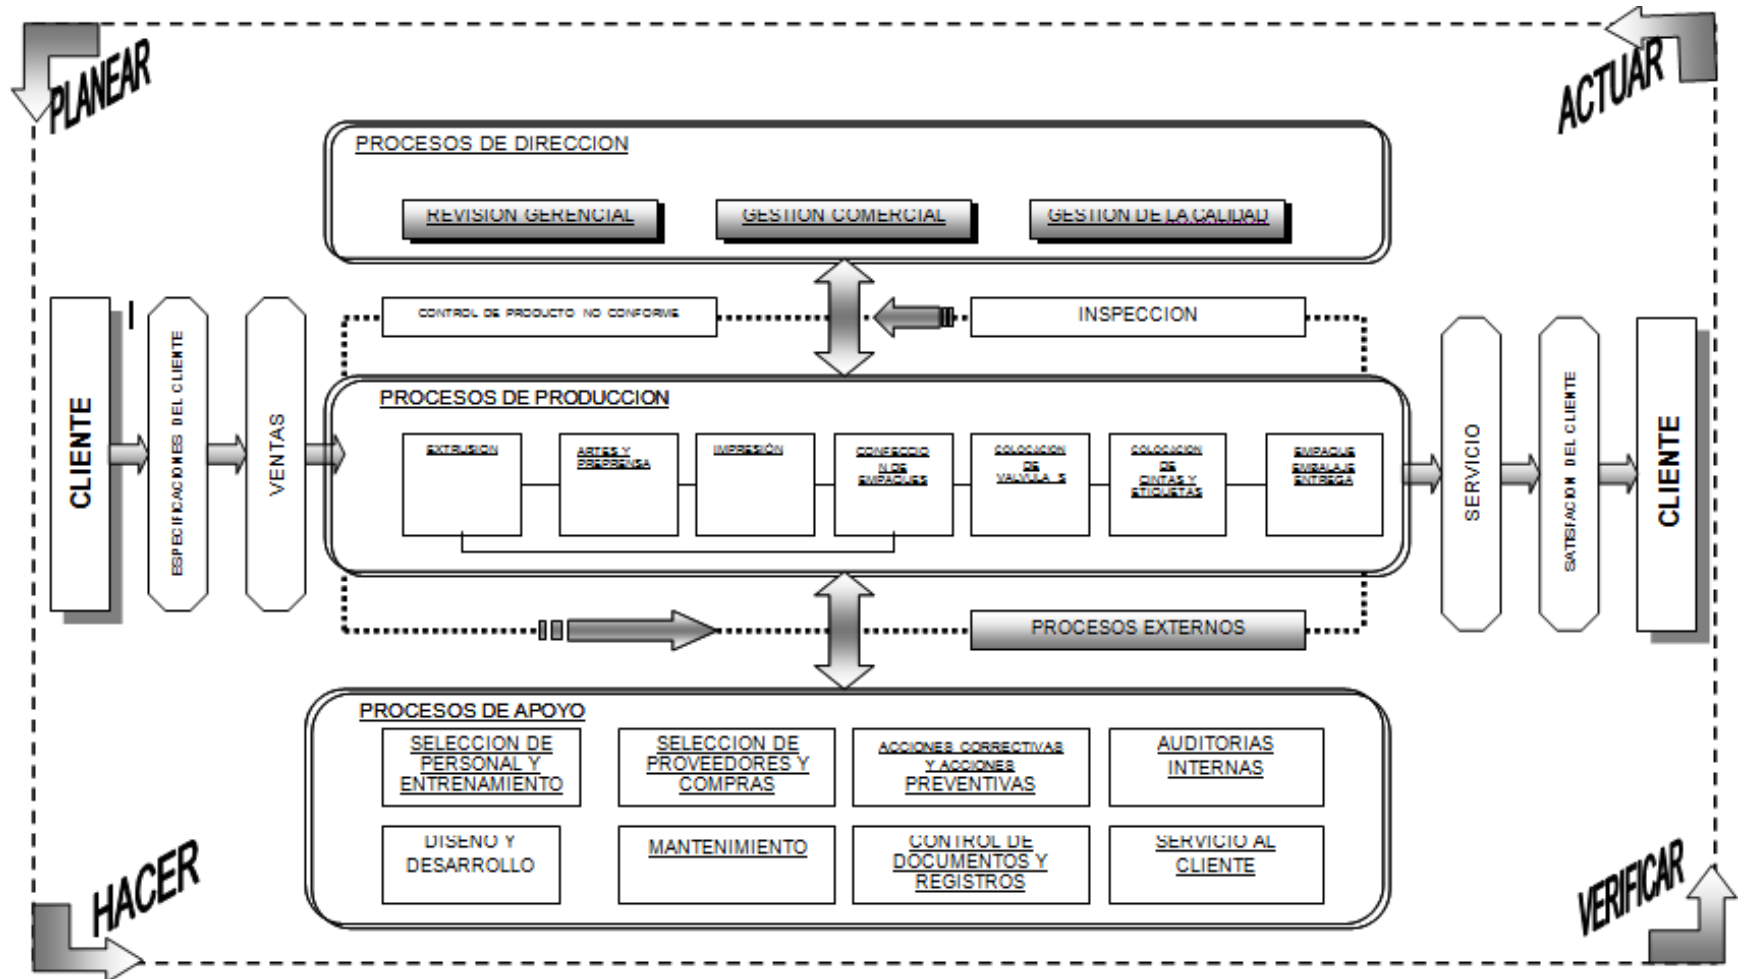 PLANEAR
ACTUAR
PROCESOS DE DIRECCION
REVISION GERENCIAL
GESTION COMERCIAL
GESTION DE LA CALIDAD
CONTROL DE PRODUCTO NO CONFORME
INSPECCION
CLIENTE
ESPECIFICACIONES DEL CLIENTE
VENTAS
PROCESOS DE PRODUCCION
EXTRUSION
ARTES Y
PREPRENSA
IMPRESIÓN
CONFECCIO
N DE
EMPAQUES
COLOCACION
DE
VALVULA S
COLOCACION
DE
CINTAS Y
ETIQUETAS
EMPAQUE
EMBALAJE
ENTREGA
SERVICIO
SATISFACION DEL CLIENTE
CLIENTE
PROCESOS EXTERNOS
PROCESOS DE APOYO
SELECCION DE
PERSONAL Y
ENTRENAMIENTO
SELECCION DE
PROVEEDORES Y
COMPRAS
ACCIONES CORRECTIVAS
Y ACCIONES
PREVENTIVAS
AUDITORIAS
INTERNAS
DISENO Y
DESARROLLO
MANTENIMIENTO
CONTROL DE
DOCUMENTOS Y
REGISTROS
SERVICIO AL
CLIENTE
HACER
VERIFICAR